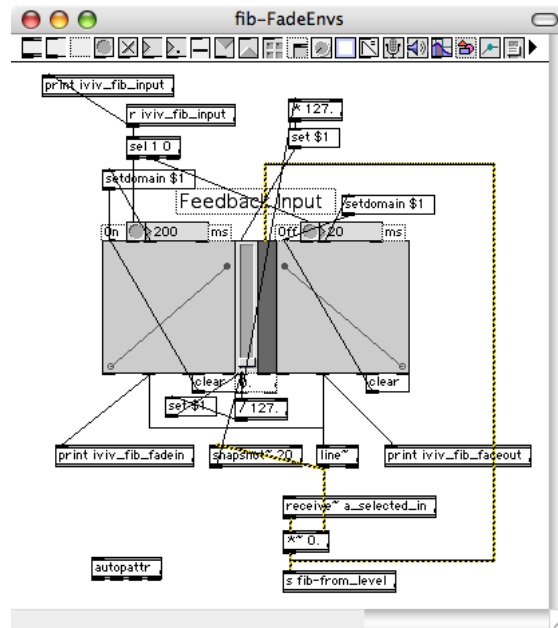 fib-FadeEnvs
print iviv_fib_input
r iviv_fib_input
* 127.
set $1
sel 1 0
setdomain $1
Feedback Input
setdomain $1
On 200 ms
Off 20 ms
clear
0.
clear
set $1
/ 127.
print iviv_fib_fadein
snapshot~ 20
line~
print iviv_fib_fadeout
receive~ a_selected_in
*~ 0.
autopattr
s fib-from_level